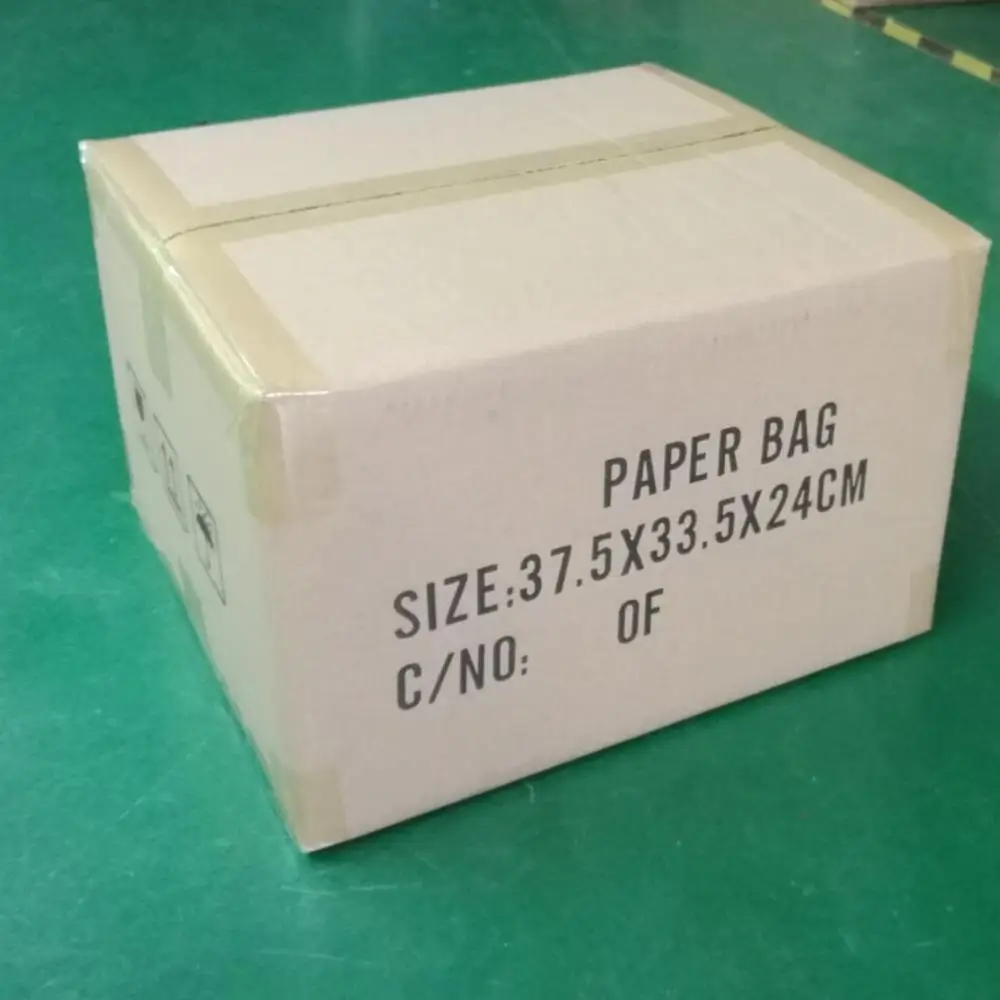 PAPER BAG
SIZE:37.5X33.5X24CM
C/NO: OF